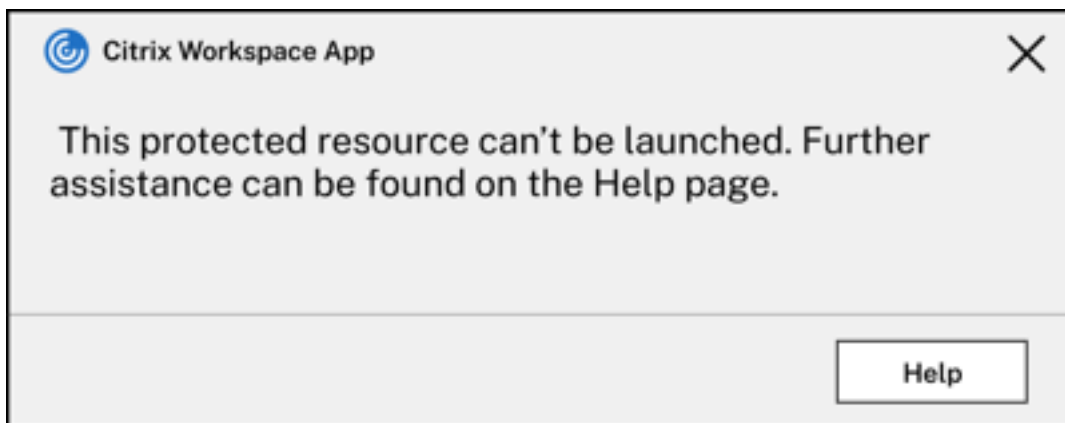 Citrix Workspace App
This protected resource can't be launched. Further
assistance can be found on the Help page.
Help